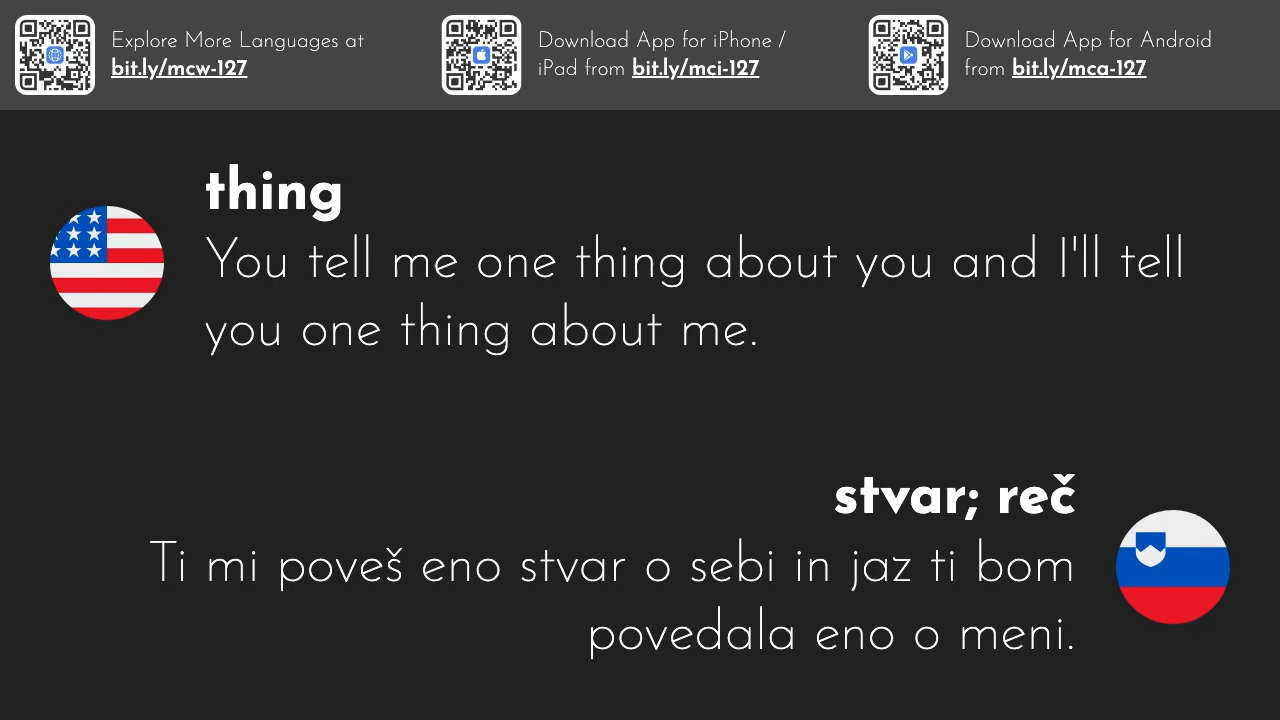 Explore More Languages at
bit.ly/mcw-127
Download App for iPhone /
iPad from bit.ly/mci-127
Download App for Android
from bit.ly/mca-127
thing
You tell me one thing about you and I'll tell
you one thing about me.
stvar; reč
Ti mi poveš eno stvar o sebi in jaz ti bom
povedala eno o meni.